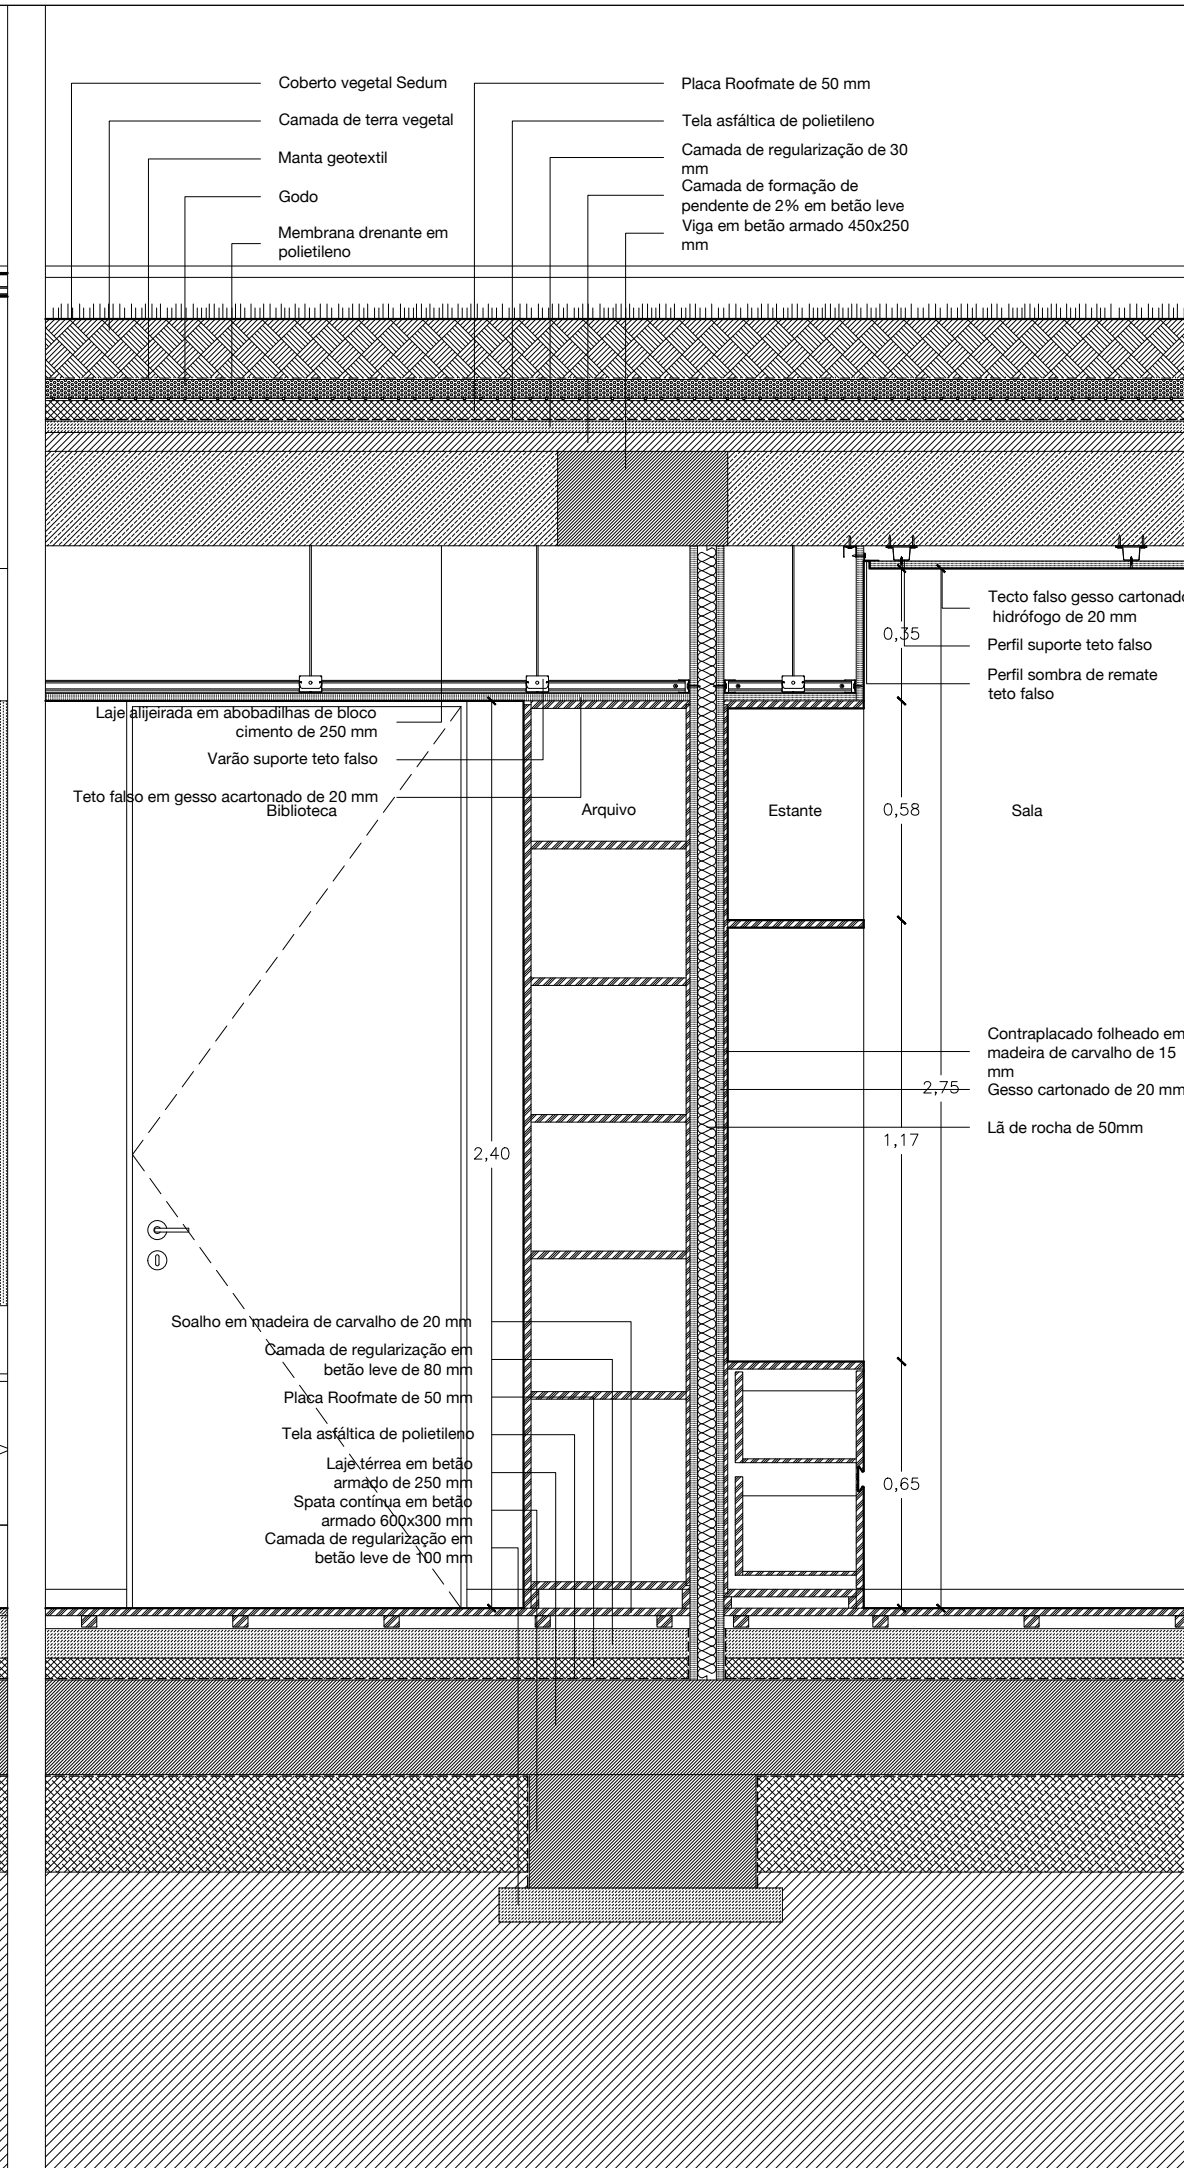 Coberto vegetal Sedum
Camada de terra vegetal
Manta geotextil
Godo
Membrana drenante em
polietileno
Placa Roofmate de 50 mm
Tela asfáltica de polietileno
Camada de regularização de 30
mm
Camada de formação de
pendente de 2% em betão leve
Viga em betão armado 450x250
mm
Tecto falso gesso cartonado
hidrófogo de 20 mm
0,35
Perfil suporte teto falso
Perfil sombra de remate
teto falso
Laje alijeirada em abobadilhas de bloco
cimento de 250 mm
Varão suporte teto falso
Teto falso em gesso acartonado de 20 mm
Biblioteca
Arquivo
Estante
0,58
Sala
Contraplacado folheado em
madeira de carvalho de 15
mm
2,75
Gesso cartonado de 20 mm
Lã de rocha de 50mm
1,17
2,40
Soalho em madeira de carvalho de 20 mm
Camada de regularização em
betão leve de 80 mm
Placa Roofmate de 50 mm
Tela asfáltica de polietileno
Laje térrea em betão
armado de 250 mm
0,65
Spata contínua em betão
armado 600x300 mm
Camada de regularização em
betão leve de 100 mm